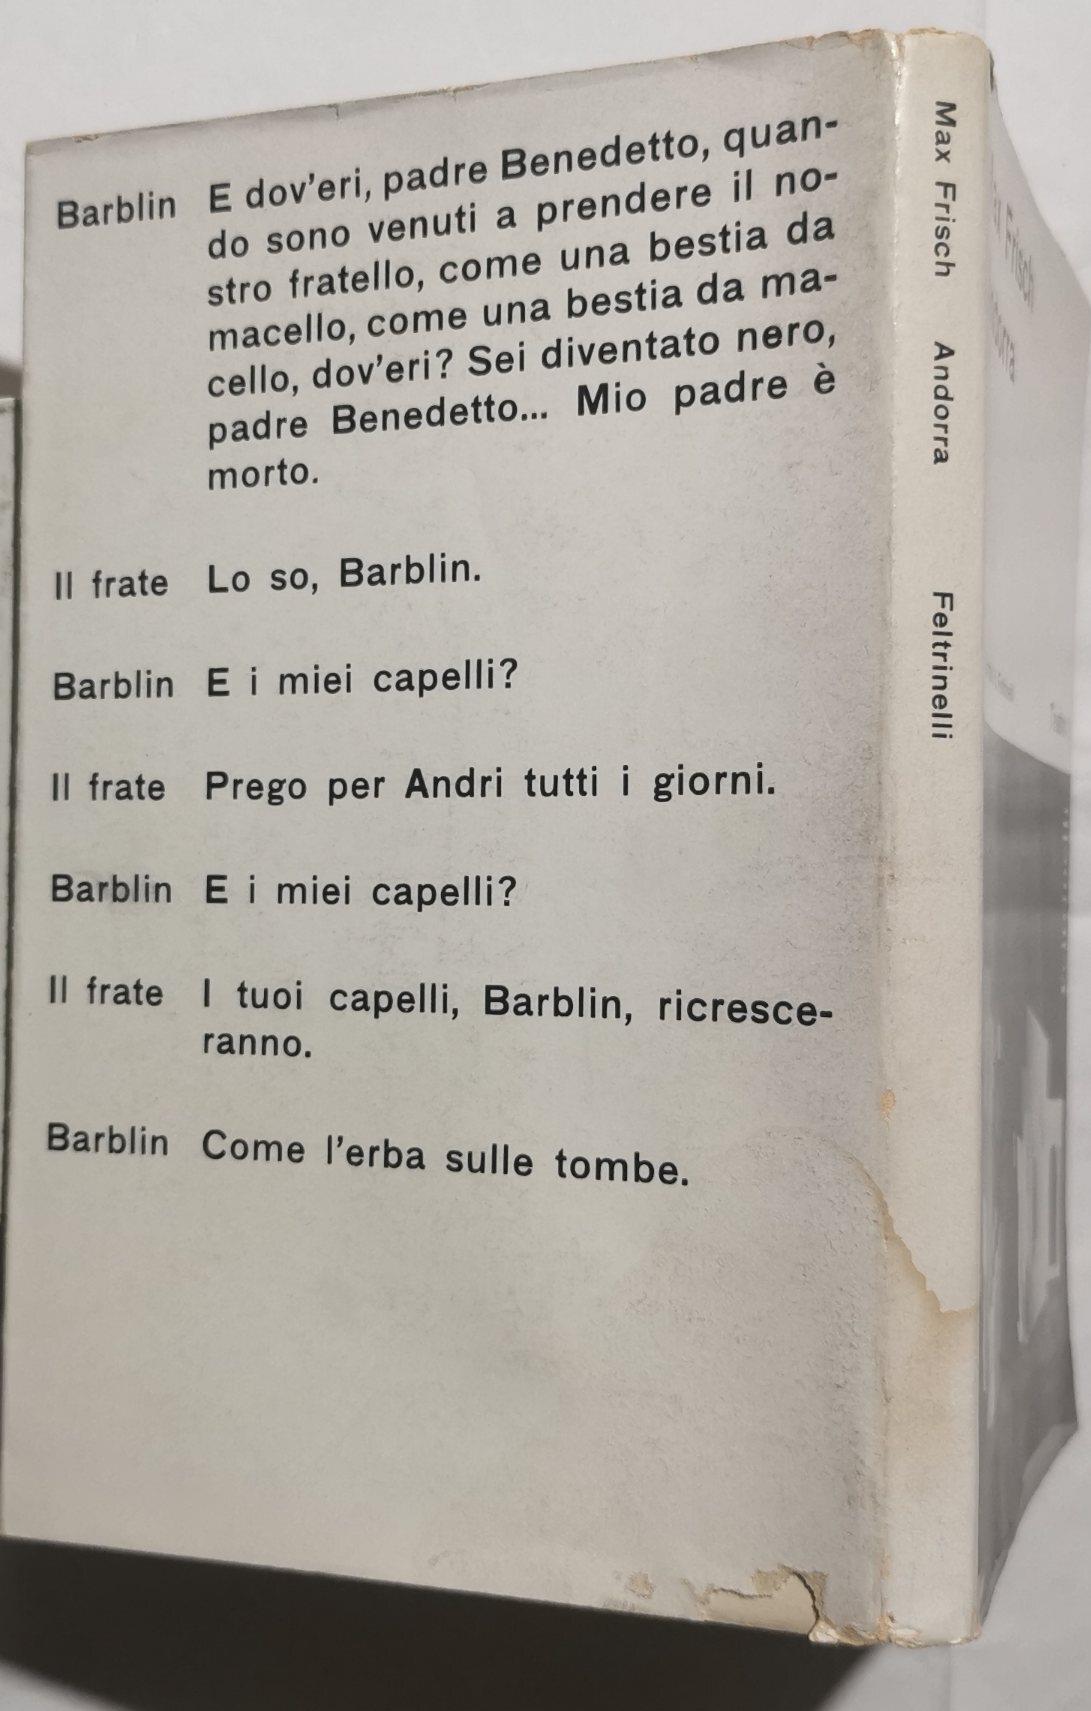 Barblin E dov'eri, padre Benedetto, quan-
do sono venuti a prendere il no-
stro fratello, come una bestia da
macello, come una bestia da ma-
cello, dov'eri? Sei diventato nero,
padre Benedetto... Mio padre è
morto.
Il frate Lo so, Barblin.
Barblin E i miei capelli?
Il frate Prego per Andri tutti i giorni.
Barblin E i miei capelli?
Il frate I tuoi capelli, Barblin, ricresce-
ranno.
Barblin Come l'erba sulle tombe.
Max Frisch Andorra Feltrinelli
Frisch